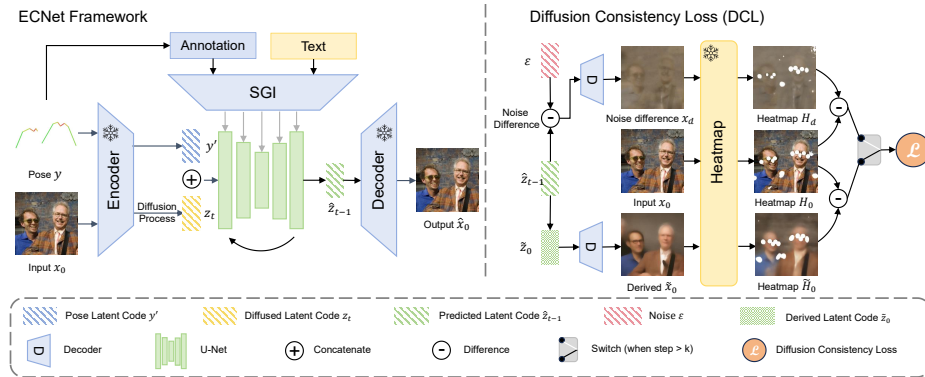 ECNet Framework
Annotation
Text
SGI
Pose y
Encoder
y′
Diffusion
Process
z_t
Input x_0
ẑ_{t−1}
Decoder
Output x̂_0
Diffusion Consistency Loss (DCL)
ε
D
Noise
Difference
Noise difference x_d
Heatmap
Heatmap H_d
ẑ_{t−1}
Input x_0
Heatmap H_0
ℒ
z̃_0
D
Derived x̃_0
Heatmap H̃_0
Pose Latent Code y′
Diffused Latent Code z_t
Predicted Latent Code ẑ_{t−1}
Noise ε
Derived Latent Code z̃_0
D
Decoder
U-Net
Concatenate
Difference
Switch (when step > k)
ℒ
Diffusion Consistency Loss